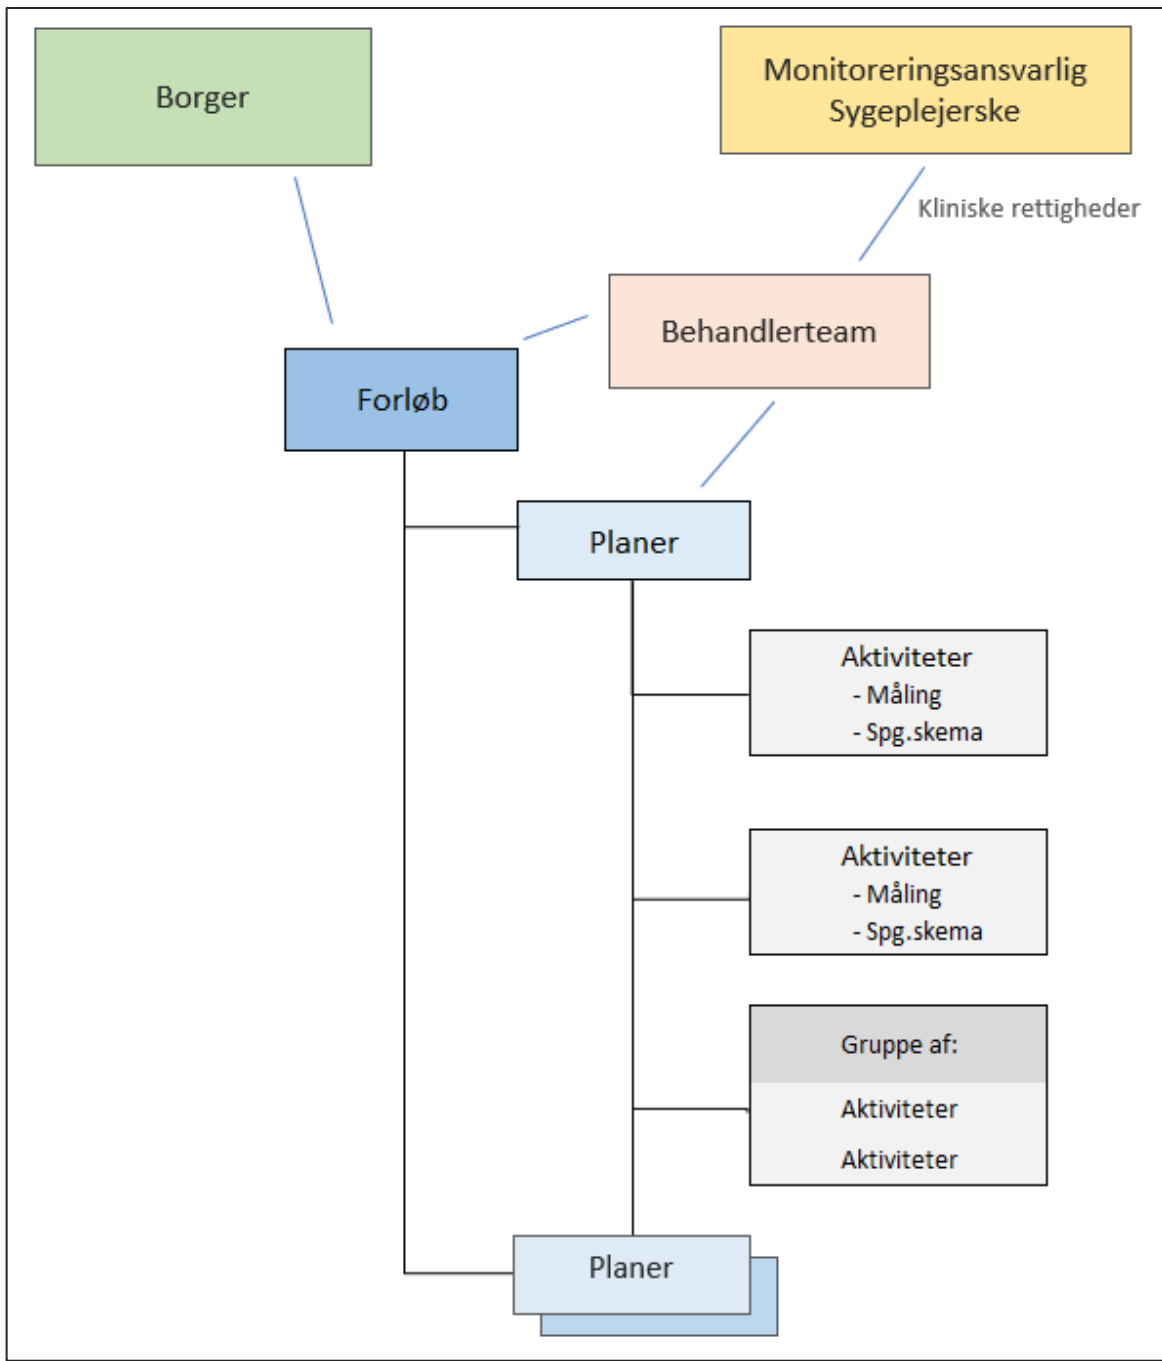 Borger
Monitoreringsansvarlig
Sygeplejerske
Kliniske rettigheder
Behandlerteam
Forløb
Planer
Aktiviteter
- Måling
- Spg.skema
Aktiviteter
- Måling
- Spg.skema
Gruppe af:
Aktiviteter
Aktiviteter
Planer